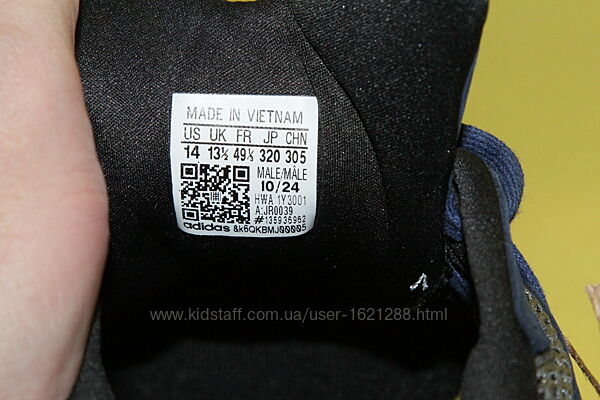 MADE IN VIETNAM
US UK FR JP CHN
14 13½ 49⅓ 320 305
MALE/MÂLE
10/24
HWA 1Y3001
A:JR0039
#135936952
adidas &k6QKBMJ00005
www.kidstaff.com.ua/user-1621288.html